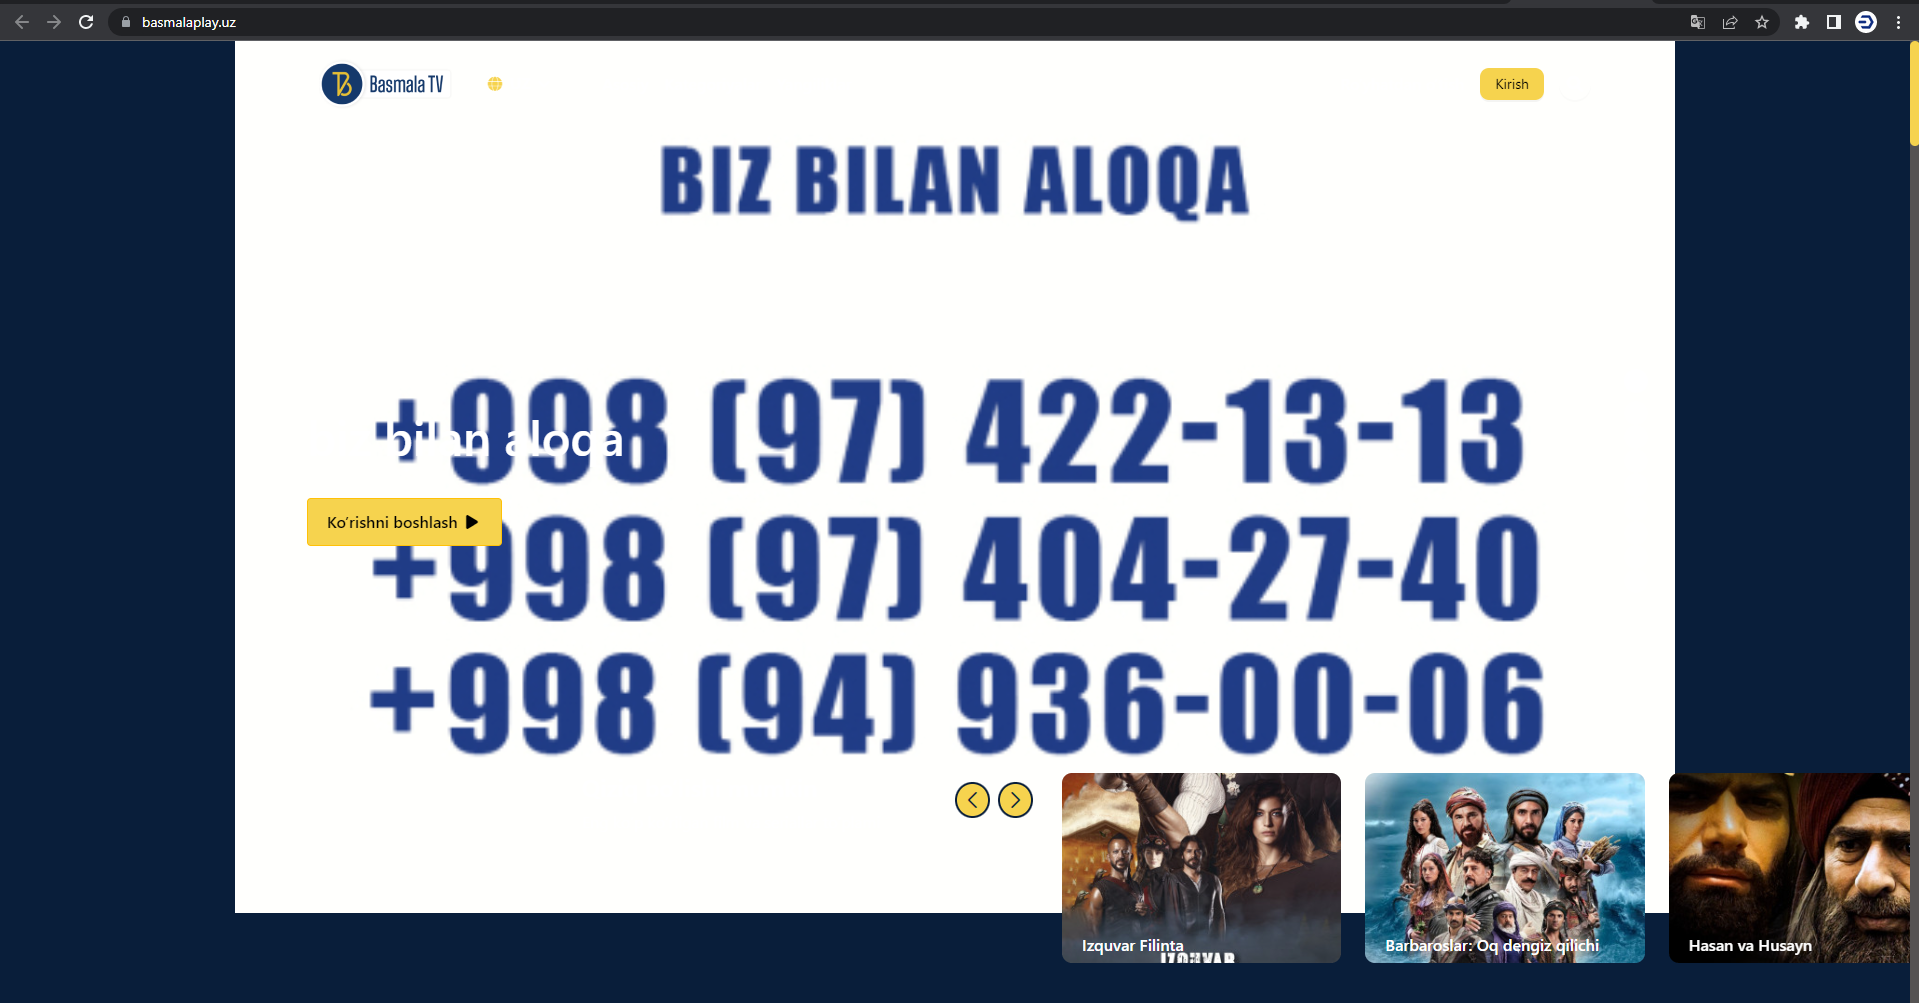 basmalaplay.uz
Basmala TV
Kirish
BIZ BILAN ALOQA
+998 (97) 422-13-13
bilan aloqa
Ko‘rishni boshlash
+998 (97) 404-27-40
+998 (94) 936-00-06
Izquvar Filinta
IZQUVAR
Barbaroslar: Oq dengiz qilichi
Hasan va Husayn